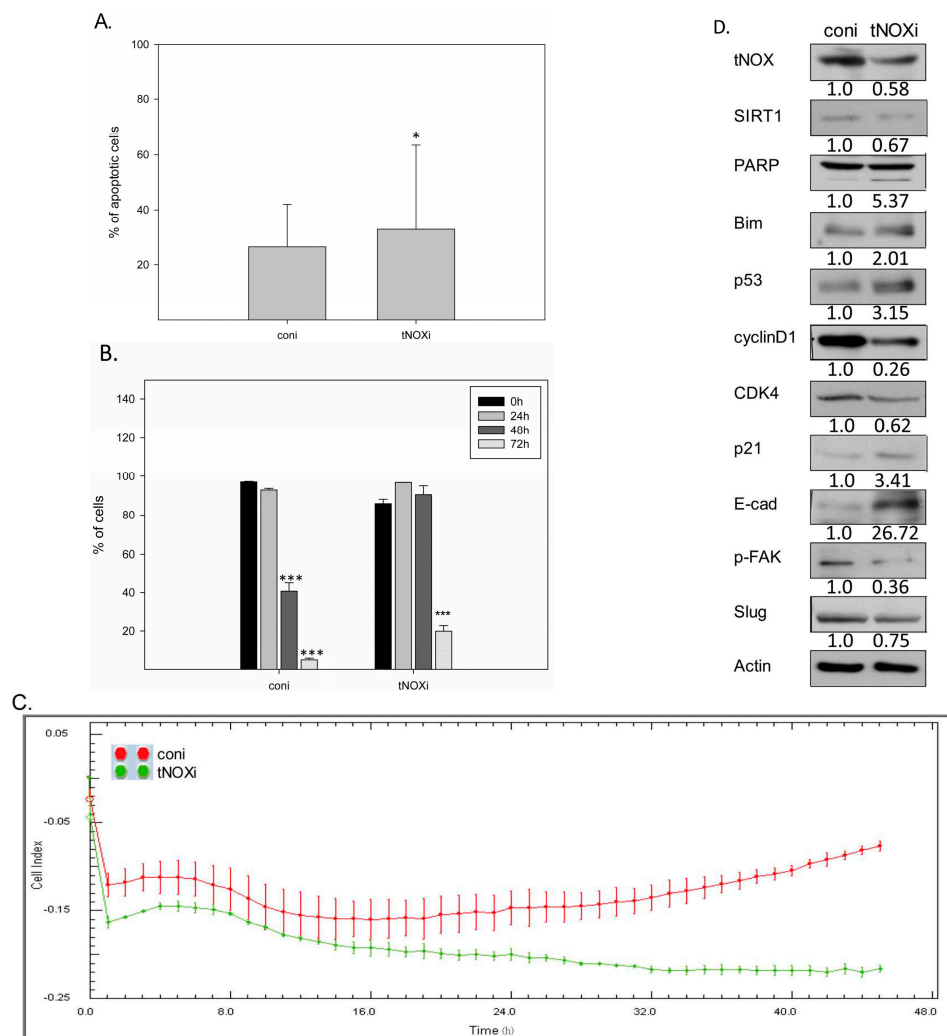 A.
100
80
60
40
20
% of apoptotic cells
*
coni
tNOXi
B.
140
120
100
80
60
40
20
% of cells
0h
24h
48h
72h
***
***
***
coni
tNOXi
C.
0.05
-0.05
-0.15
-0.25
Cell Index
coni
tNOXi
0.0 8.0 16.0 24.0 32.0 40.0 48.0
Time (h)
D.
coni tNOXi
tNOX
1.0 0.58
SIRT1
1.0 0.67
PARP
1.0 5.37
Bim
1.0 2.01
p53
1.0 3.15
cyclinD1
1.0 0.26
CDK4
1.0 0.62
p21
1.0 3.41
E-cad
1.0 26.72
p-FAK
1.0 0.36
Slug
1.0 0.75
Actin